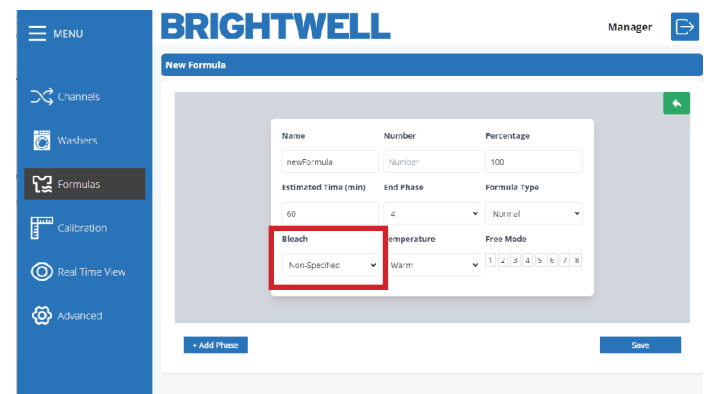 MENU
BRIGHTWELL
Manager
New Formula
Channels
Washers
Formulas
Calibration
Real Time View
Advanced
Name Number Percentage
newFormula Number 100
Estimated Time (min) End Phase Formula Type
60 4 Normal
Bleach Temperature Free Mode
Non-Specified Warm 1 2 3 4 5 6 7 8
+ Add Phase Save